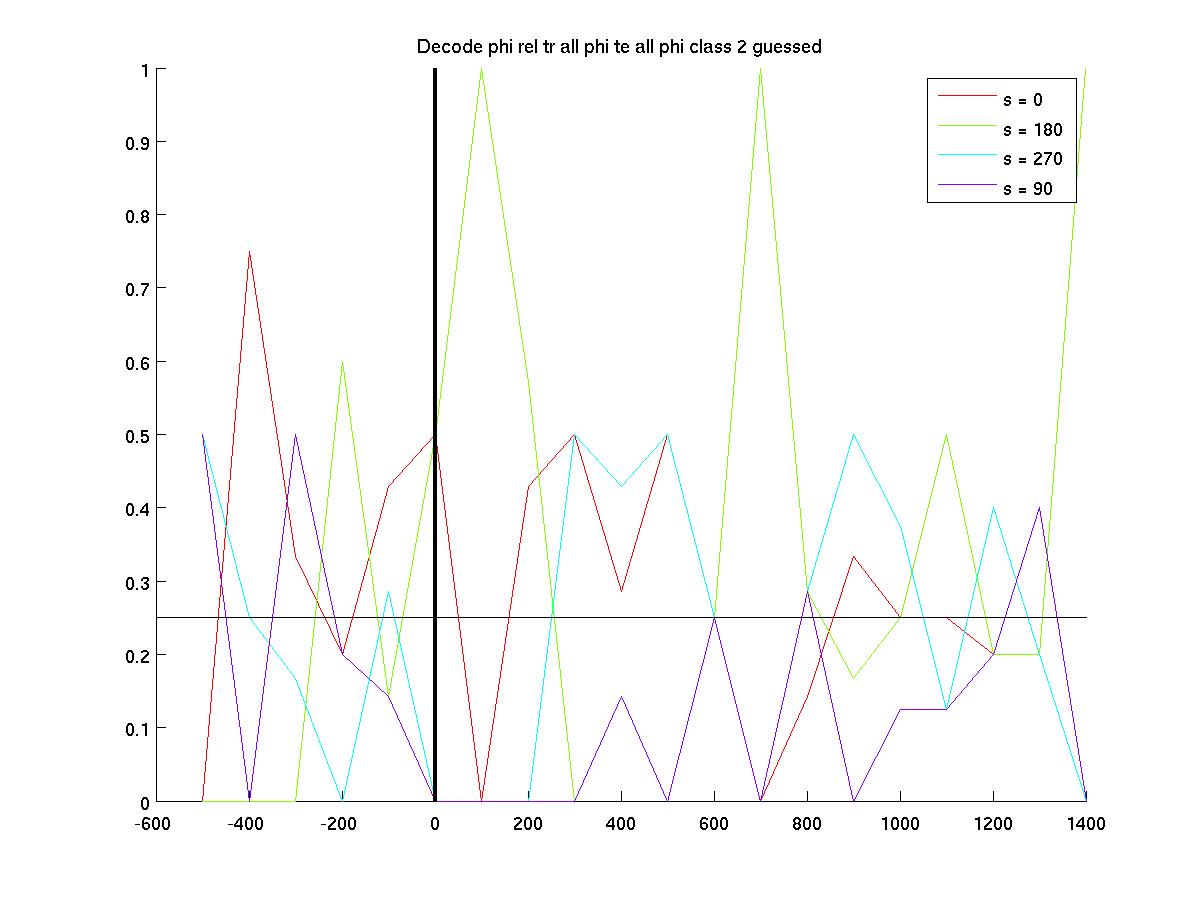 Decode phi rel tr all phi te all phi class 2 guessed
1
0.9
0.8
0.7
0.6
0.5
0.4
0.3
0.2
0.1
0
-600 -400 -200 0 200 400 600 800 1000 1200 1400
s = 0
s = 180
s = 270
s = 90